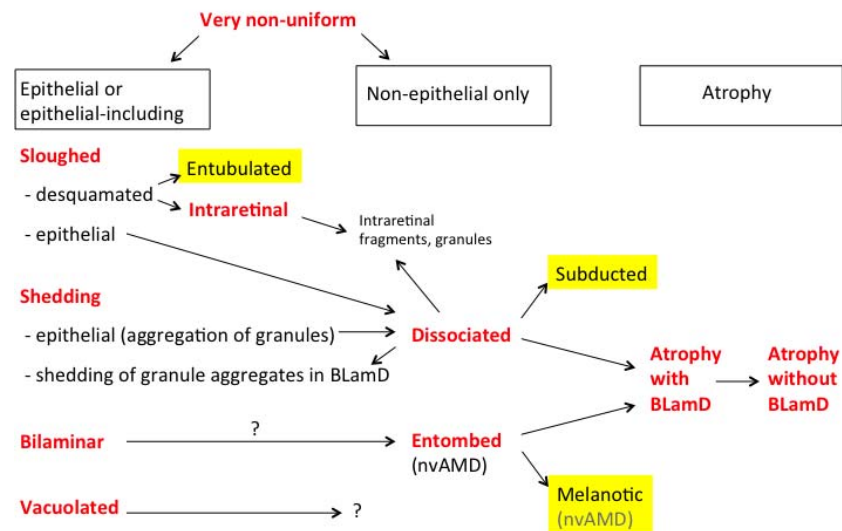 Very non-uniform
Epithelial or
epithelial-including
Non-epithelial only
Atrophy
Sloughed
- desquamated
- epithelial
Entubulated
Intraretinal
Intraretinal
fragments, granules
Subducted
Shedding
- epithelial (aggregation of granules)
- shedding of granule aggregates in BLamD
Dissociated
Atrophy
with
BLamD
Atrophy
without
BLamD
Bilaminar
?
Entombed
(nvAMD)
Melanotic
(nvAMD)
Vacuolated
?